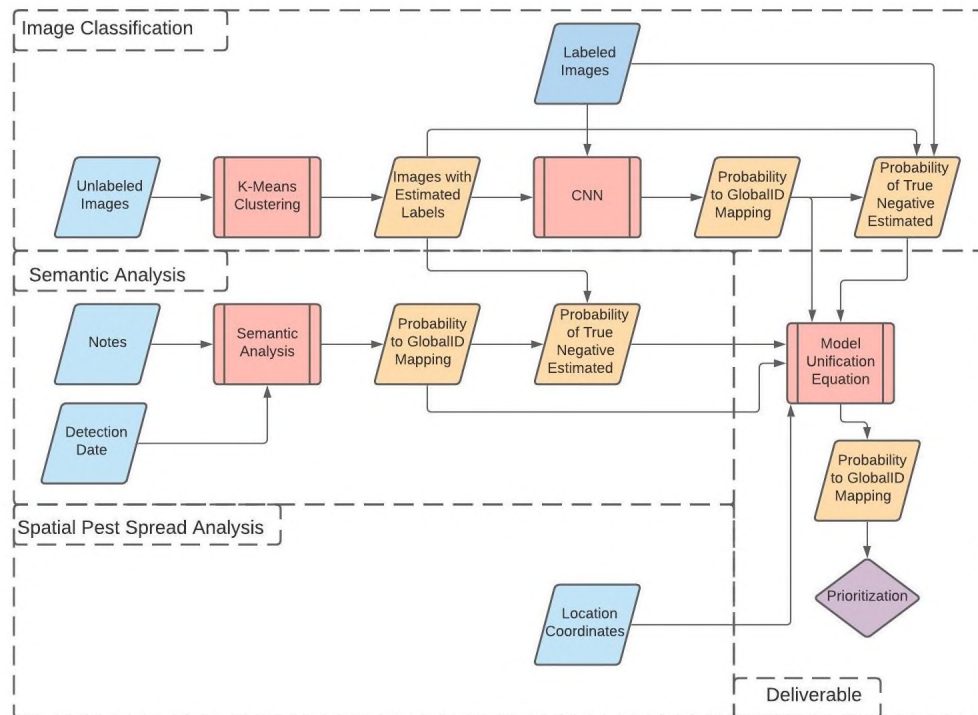 Image Classification
Labeled
Images
Unlabeled
Images
K-Means
Clustering
Images with
Estimated
Labels
CNN
Probability
to GlobalID
Mapping
Probability
of True
Negative
Estimated
Semantic Analysis
Notes
Semantic
Analysis
Probability
to GlobalID
Mapping
Probability
of True
Negative
Estimated
Model
Unification
Equation
Detection
Date
Probability
to GlobalID
Mapping
Spatial Pest Spread Analysis
Location
Coordinates
Prioritization
Deliverable